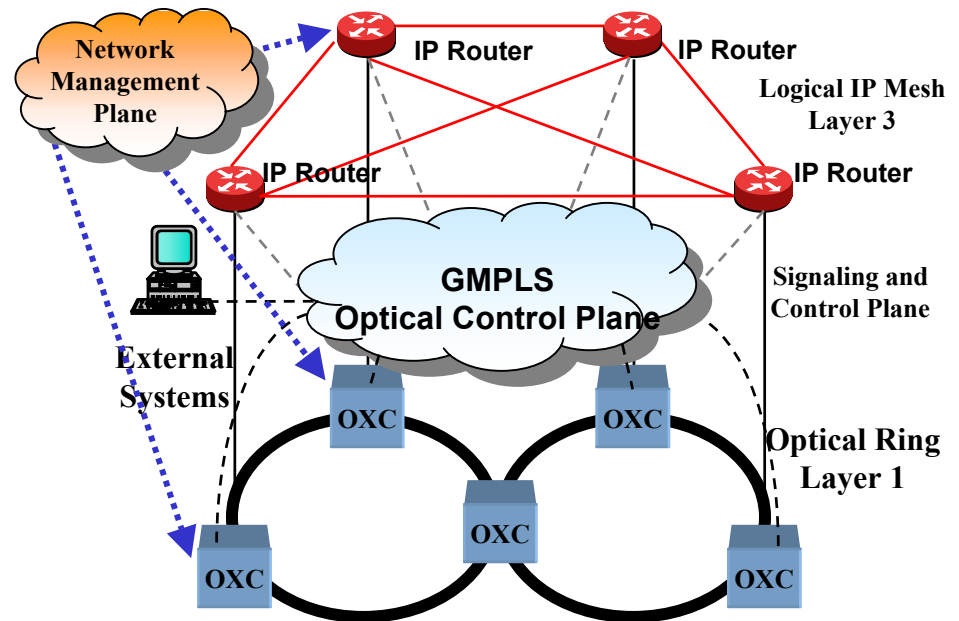 Network
Management
Plane
IP Router
IP Router
Logical IP Mesh
Layer 3
IP Router
IP Router
GMPLS
Optical Control Plane
Signaling and
Control Plane
External
Systems
OXC
OXC
Optical Ring
Layer 1
OXC
OXC
OXC